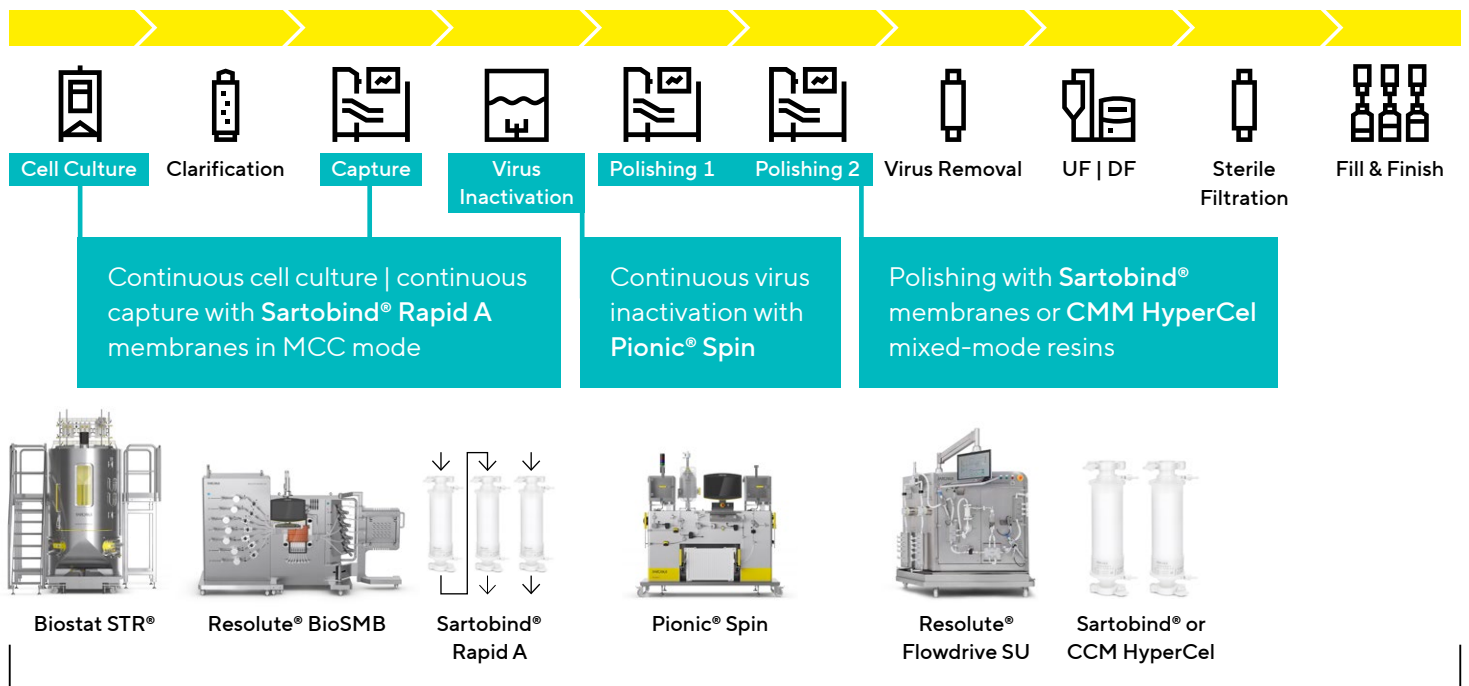 Cell Culture
Clarification
Capture
Virus
Inactivation
Polishing 1
Polishing 2
Virus Removal
UF | DF
Sterile
Filtration
Fill & Finish
Continuous cell culture | continuous
capture with Sartobind® Rapid A
membranes in MCC mode
Continuous virus
inactivation with
Pionic® Spin
Polishing with Sartobind®
membranes or CMM HyperCel
mixed-mode resins
Biostat STR®
Resolute® BioSMB
Sartobind®
Rapid A
Pionic® Spin
Resolute®
Flowdrive SU
Sartobind® or
CCM HyperCel